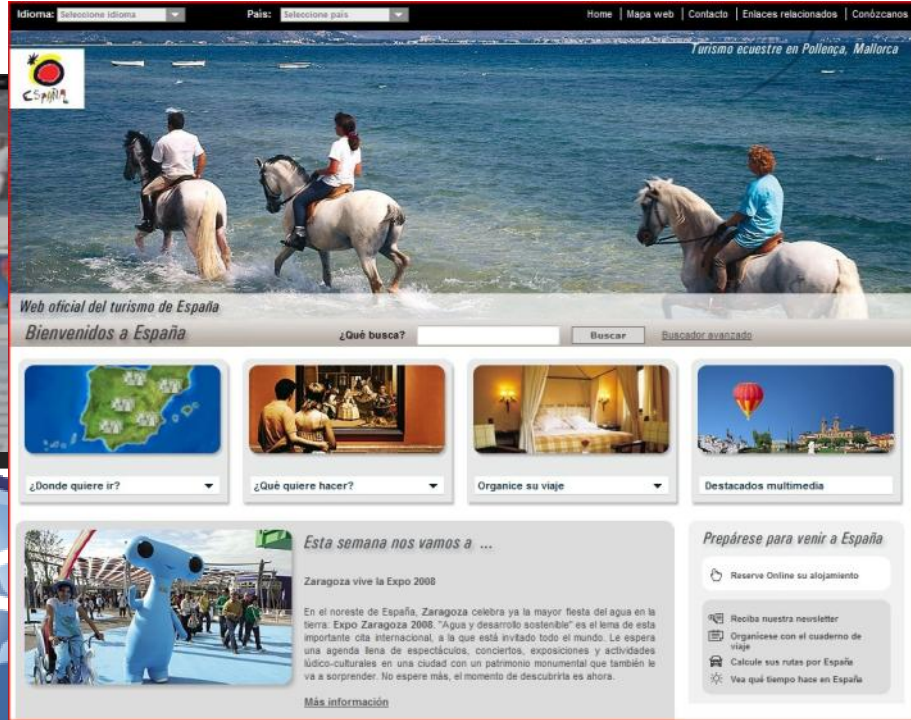 Idioma: Seleccione idioma País: Seleccione país Home | Mapa web | Contacto | Enlaces relacionados | Conózcanos
Turismo ecuestre en Pollença, Mallorca
ESPAÑA
Web oficial del turismo de España
Bienvenidos a España ¿Qué busca? Buscar Buscador avanzado
¿Donde quiere ir? ¿Qué quiere hacer? Organice su viaje Destacados multimedia
Esta semana nos vamos a ...
Zaragoza vive la Expo 2008
En el noreste de España, Zaragoza celebra ya la mayor fiesta del agua en la
tierra: Expo Zaragoza 2008. "Agua y desarrollo sostenible" es el lema de esta
importante cita internacional, a la que está invitado todo el mundo. Le espera
una agenda llena de espectáculos, conciertos, exposiciones y actividades
lúdico-culturales en una ciudad con un patrimonio monumental que también le
va a sorprender. No espere más, el momento de descubrirla es ahora.
Más información
Prepárese para venir a España
Reserve Online su alojamiento
Reciba nuestra newsletter
Organícese con el cuaderno de
viaje
Calcule sus rutas por España
Vea qué tiempo hace en España